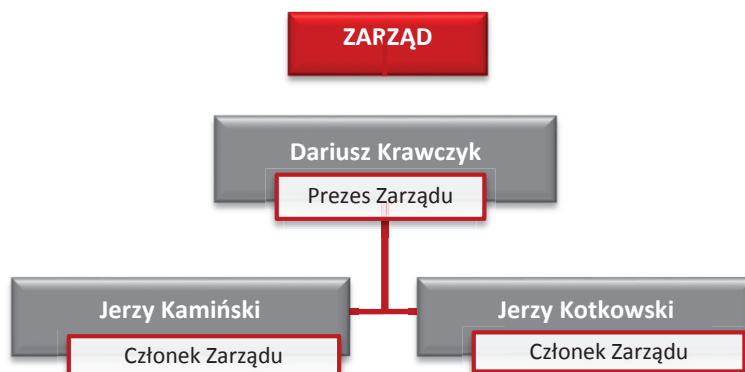 ZARZĄD
Dariusz Krawczyk
Prezes Zarządu
Jerzy Kamiński
Członek Zarządu
Jerzy Kotkowski
Członek Zarządu